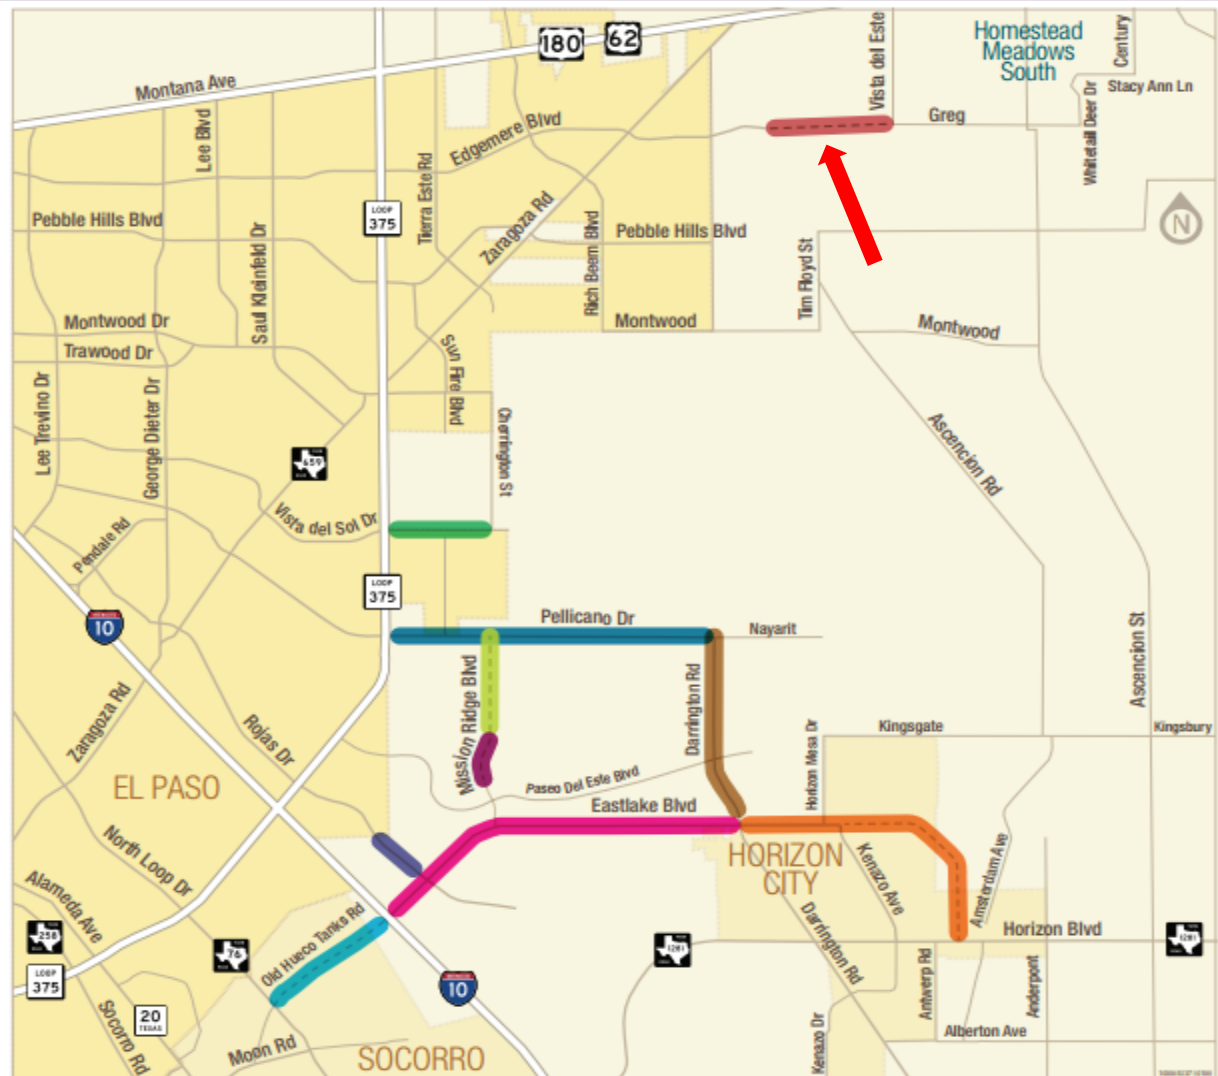 Homestead
Meadows
South
Century
Vista del Este
180
62
Montana Ave
Stacy Ann Ln
Whitetail Deer Dr
Greg
Lee Blvd
Edgemere Blvd
Tierra Este Rd
Zaragoza Rd
Pebble Hills Blvd
LOOP
375
Saul Kleinfeld Dr
Rich Beem Blvd
Pebble Hills Blvd
N
Tim Floyd St
Montwood Dr
Montwood
Montwood
Trawood Dr
Sun Fire Blvd
Lee Trevino Dr
George Dieter Dr
Cherrington St
Ascencion Rd
659
Vista del Sol Dr
Pendale Rd
LOOP
375
10
Pellicano Dr
Nayarit
Ascencion St
Mission Ridge Blvd
Darrington Rd
Zaragoza Rd
Rojas Dr
Horizon Mesa Dr
Kingsgate
Kingsbury
EL PASO
Paseo Del Este Blvd
Eastlake Blvd
North Loop Dr
HORIZON
CITY
Kenazo Ave
Amsterdam Ave
Alameda Ave
Old Hueco Tanks Rd
Darrington Rd
Horizon Blvd
258
76
1281
1281
LOOP
375
10
Antwerp Rd
Anderpont
Socorro Rd
20
TEXAS
Moon Rd
SOCORRO
Kenazo Dr
Alberton Ave